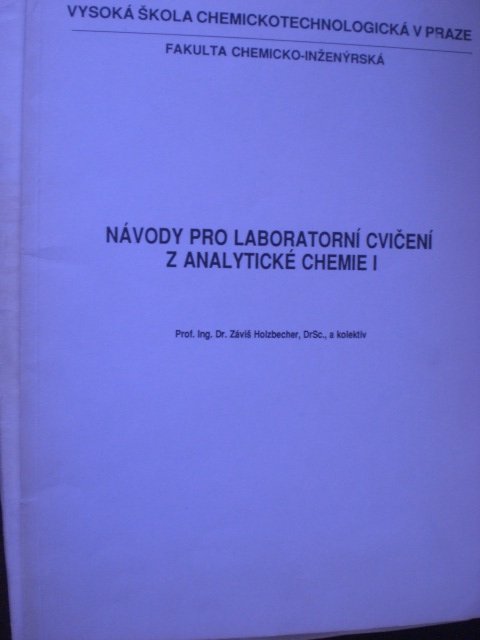 VYSOKÁ ŠKOLA CHEMICKOTECHNOLOGICKÁ V PRAZE
FAKULTA CHEMICKO-INŽENÝRSKÁ
NÁVODY PRO LABORATORNÍ CVIČENÍ
Z ANALYTICKÉ CHEMIE I
Prof. Ing. Dr. Záviš Holzbecher, DrSc., a kolektiv